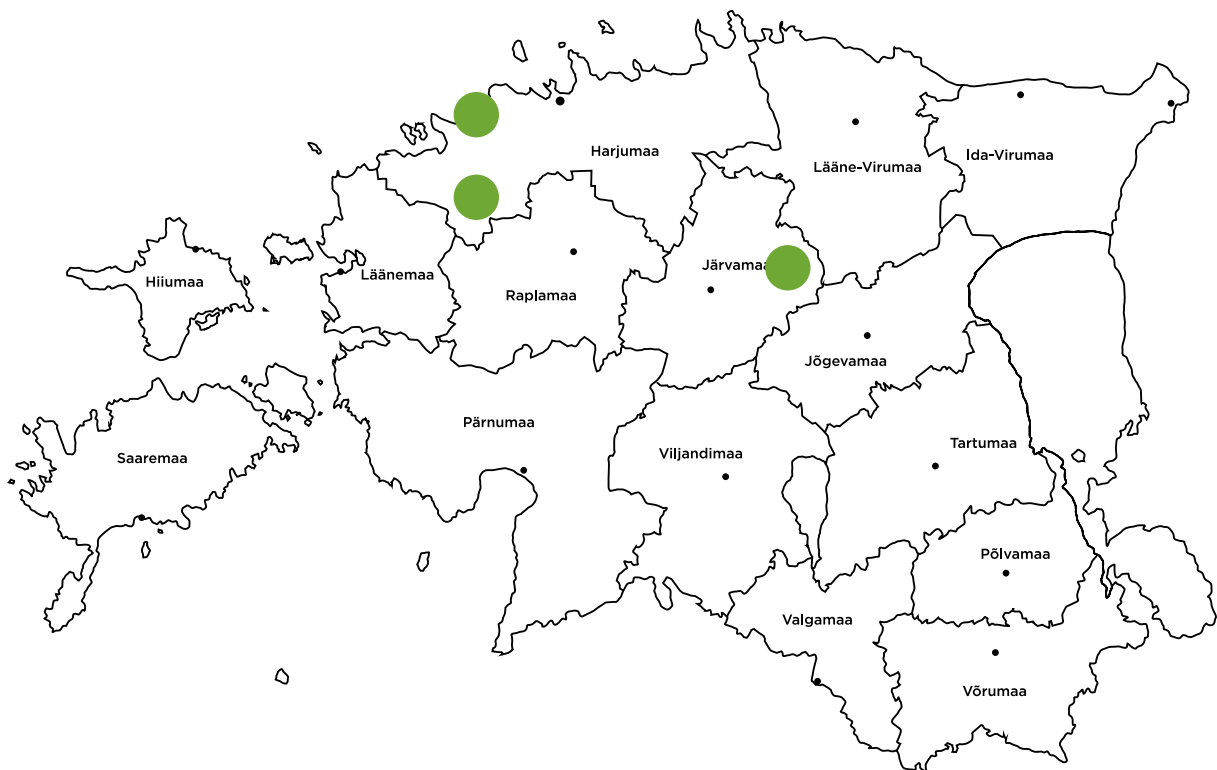 Harjumaa
Ida-Virumaa
Lääne-Virumaa
Hiiumaa
Läänemaa
Järvamaa
Raplamaa
Jõgevamaa
Pärnumaa
Tartumaa
Saaremaa
Viljandimaa
Põlvamaa
Valgamaa
Võrumaa